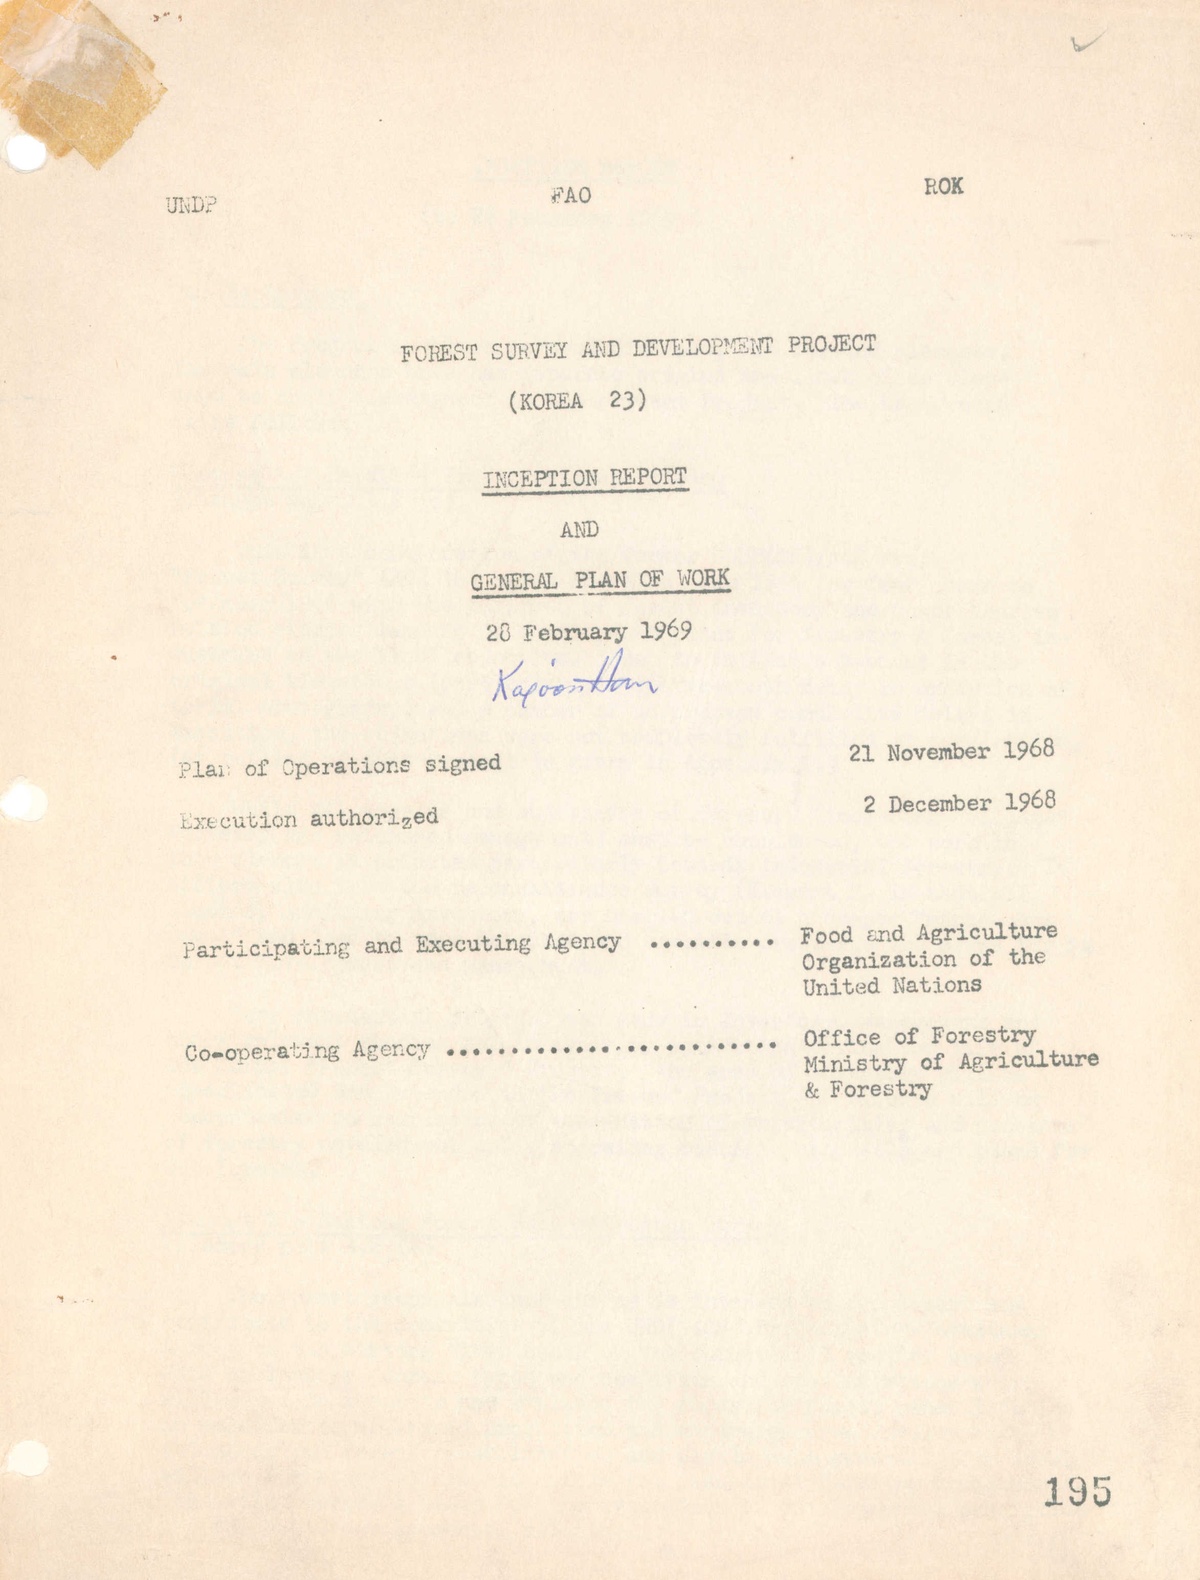 UNDP FAO ROK
FOREST SURVEY AND DEVELOPMENT PROJECT
(KOREA 23)
INCEPTION REPORT
AND
GENERAL PLAN OF WORK
28 February 1969
Plan of Operations signed 21 November 1968
Execution authorized 2 December 1968
Participating and Executing Agency .......... Food and Agriculture
Organization of the
United Nations
Co-operating Agency .......................... Office of Forestry
Ministry of Agriculture
& Forestry
195